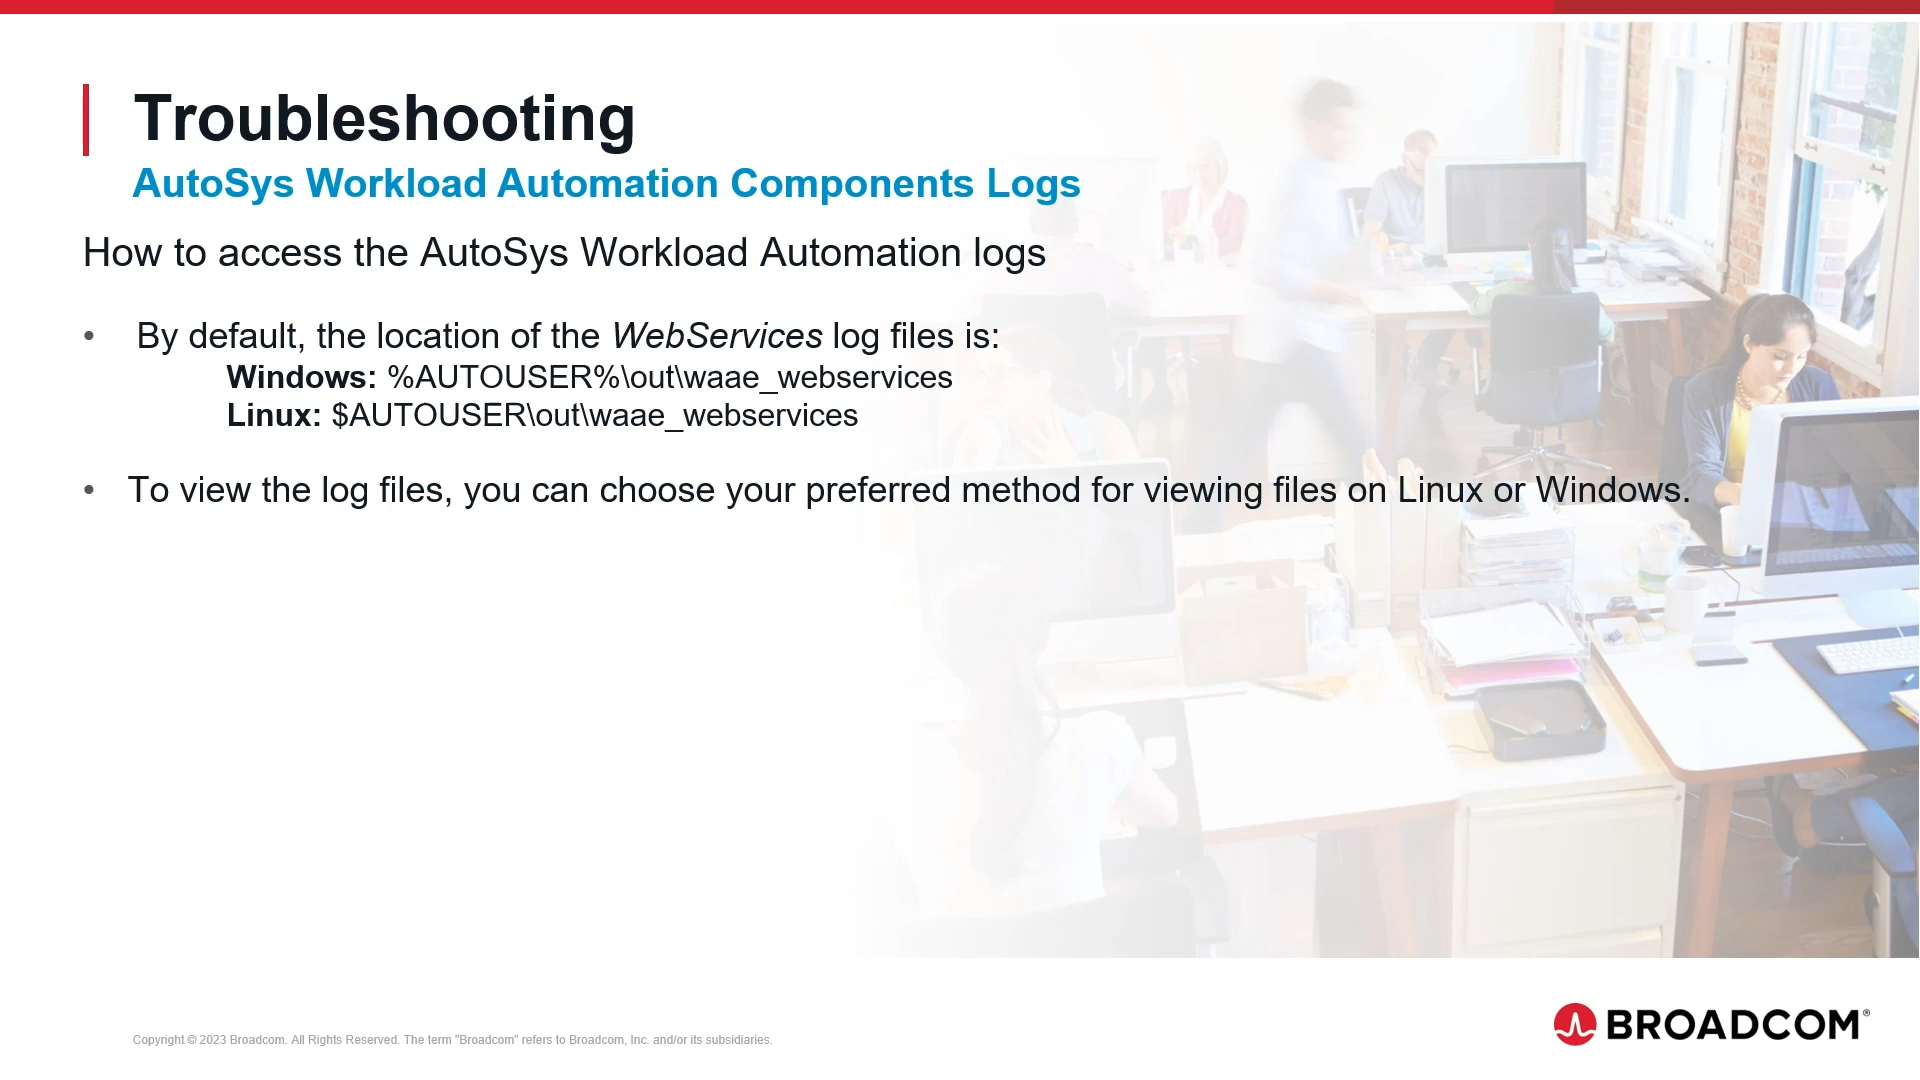 Troubleshooting
AutoSys Workload Automation Components Logs
How to access the AutoSys Workload Automation logs
• By default, the location of the WebServices log files is:
Windows: %AUTOUSER%\out\waae_webservices
Linux: $AUTOUSER\out\waae_webservices
• To view the log files, you can choose your preferred method for viewing files on Linux or Windows.
Copyright © 2023 Broadcom. All Rights Reserved. The term "Broadcom" refers to Broadcom, Inc. and/or its subsidiaries.
BROADCOM®